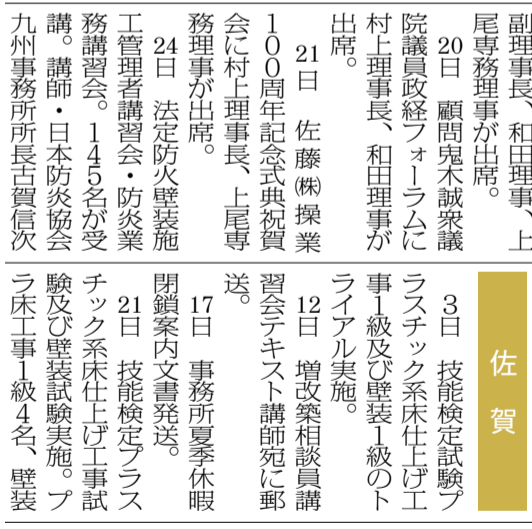 副理事長、和田理事、上
尾専務理事が出席。
20日　顧問鬼木誠衆議
院議員政経フォーラムに
村上理事長、和田理事が
出席。
21日　佐藤㈱操業
100周年記念式典祝賀
会に村上理事長、上尾専
務理事が出席。
24日　法定防火壁装施
工管理者講習会・防炎業
務講習会。145名が受
講。講師・日本防炎協会
九州事務所所長古賀信次
佐賀
3日　技能検定試験プ
ラスチック系床仕上げ工
事1級及び壁装1級のト
ライアル実施。
12日　増改築相談員講
習会テキスト講師宛に郵
送。
17日　事務所夏季休暇
閉鎖案内文書発送。
21日　技能検定プラス
チック系床仕上げ工事試
験及び壁装試験実施。プ
ラ床工事1級4名、壁装